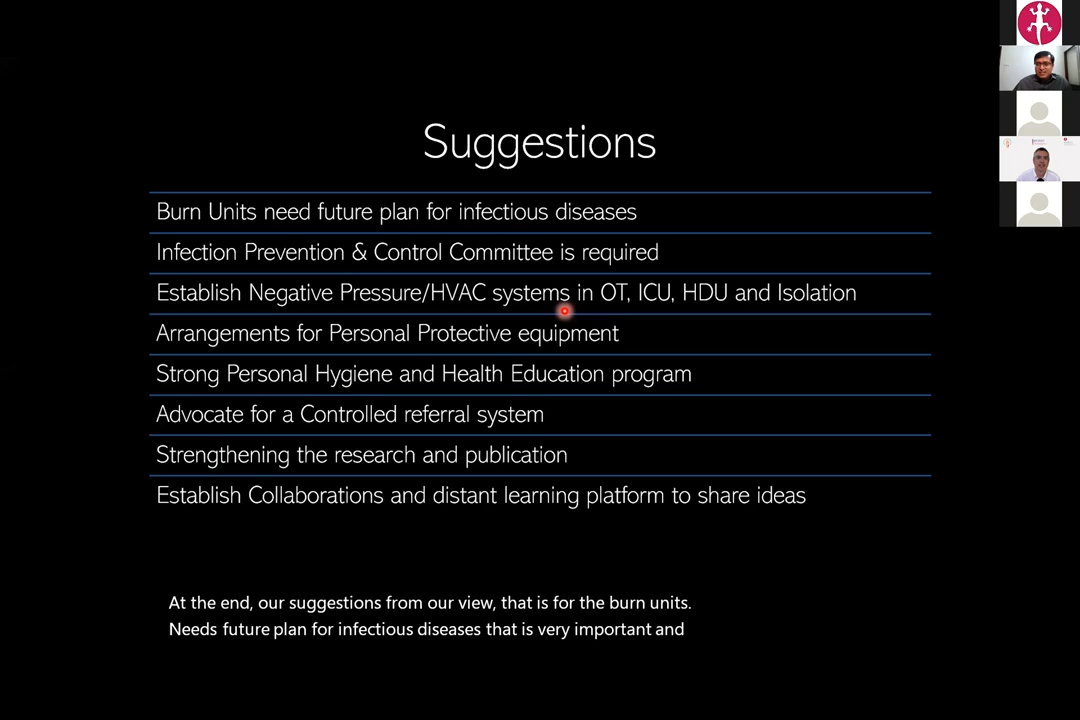 Suggestions
Burn Units need future plan for infectious diseases
Infection Prevention & Control Committee is required
Establish Negative Pressure/HVAC systems in OT, ICU, HDU and Isolation
Arrangements for Personal Protective equipment
Strong Personal Hygiene and Health Education program
Advocate for a Controlled referral system
Strengthening the research and publication
Establish Collaborations and distant learning platform to share ideas
At the end, our suggestions from our view, that is for the burn units.
Needs future plan for infectious diseases that is very important and